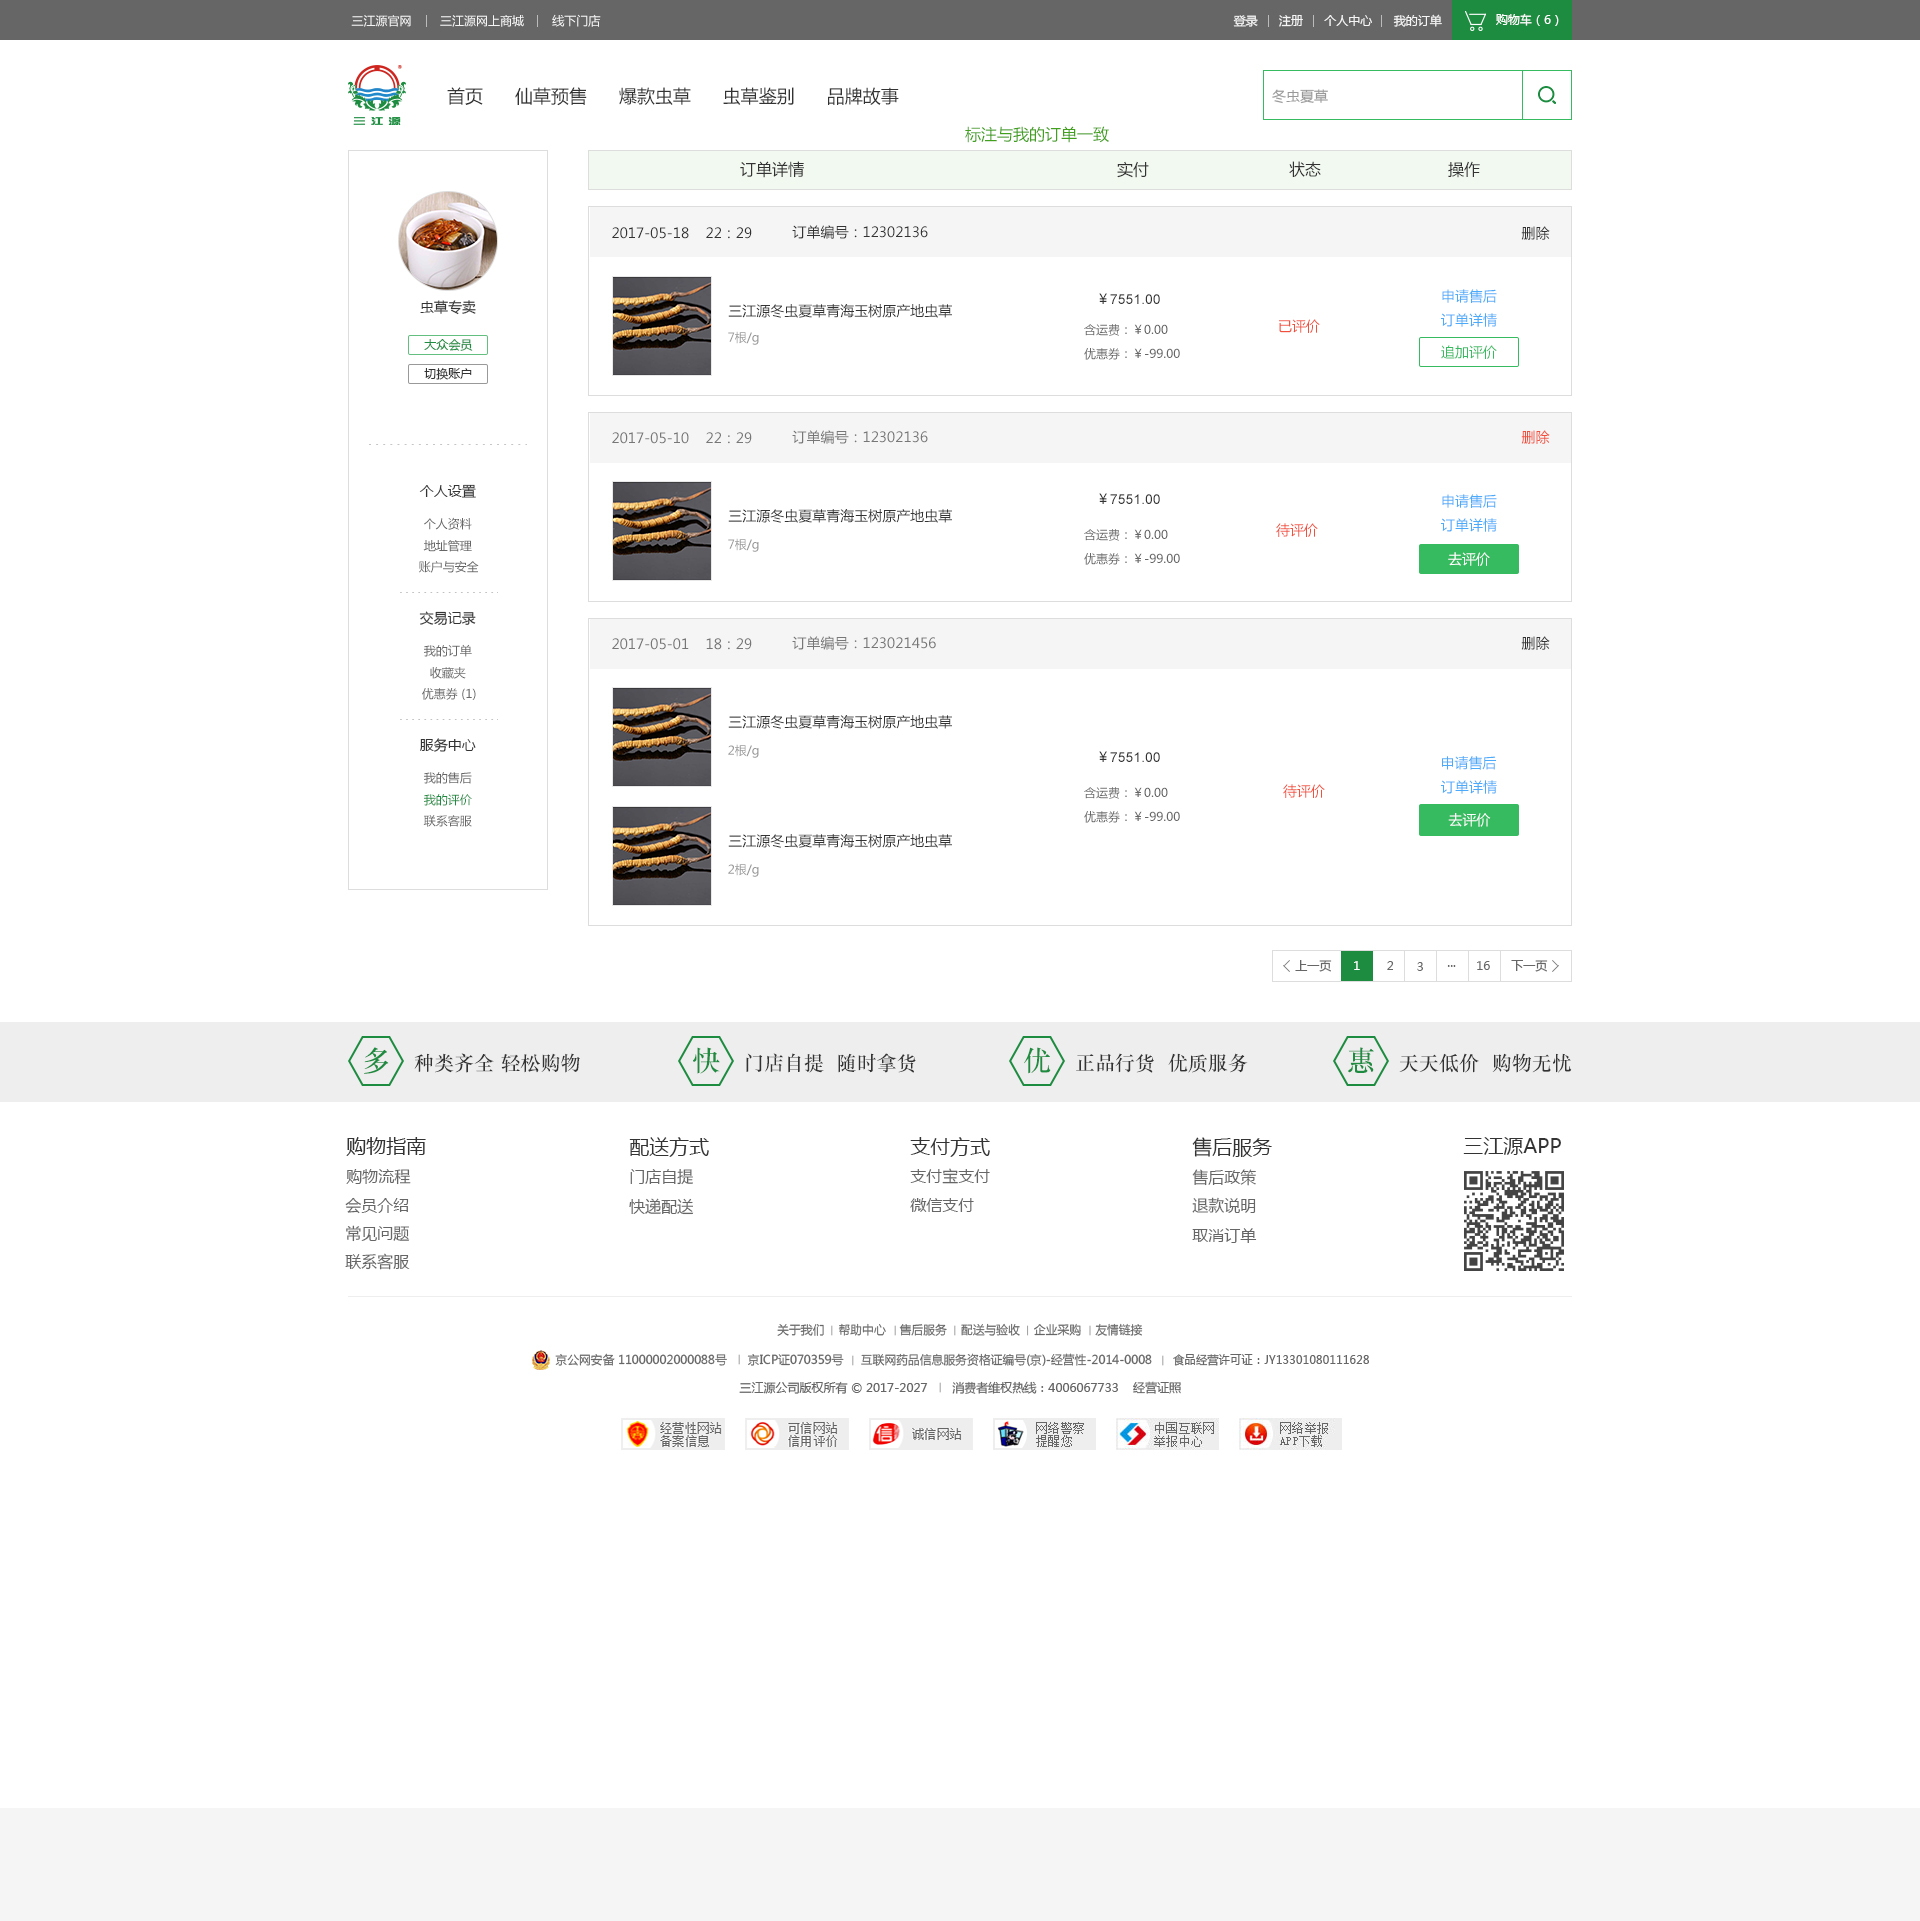 三江源官网 | 三江源网上商城 | 线下门店
登录 | 注册 | 个人中心 | 我的订单 购物车（6）
三江源
首页 仙草预售 爆款虫草 虫草鉴别 品牌故事
冬虫夏草
标注与我的订单一致
虫草专卖
大众会员
切换账户
个人设置
个人资料
地址管理
账户与安全
交易记录
我的订单
收藏夹
优惠券 (1)
服务中心
我的售后
我的评价
联系客服
订单详情 实付 状态 操作
2017-05-18 22：29 订单编号：12302136 删除
三江源冬虫夏草青海玉树原产地虫草
7根/g
¥7551.00
含运费：¥0.00
优惠券：¥-99.00
已评价
申请售后
订单详情
追加评价
2017-05-10 22：29 订单编号：12302136 删除
三江源冬虫夏草青海玉树原产地虫草
7根/g
¥7551.00
含运费：¥0.00
优惠券：¥-99.00
待评价
申请售后
订单详情
去评价
2017-05-01 18：29 订单编号：123021456 删除
三江源冬虫夏草青海玉树原产地虫草
2根/g
三江源冬虫夏草青海玉树原产地虫草
2根/g
¥7551.00
含运费：¥0.00
优惠券：¥-99.00
待评价
申请售后
订单详情
去评价
上一页 1 2 3 ... 16 下一页
多 种类齐全 轻松购物 快 门店自提 随时拿货 优 正品行货 优质服务 惠 天天低价 购物无忧
购物指南
购物流程
会员介绍
常见问题
联系客服
配送方式
门店自提
快递配送
支付方式
支付宝支付
微信支付
售后服务
售后政策
退款说明
取消订单
三江源APP
关于我们 | 帮助中心 | 售后服务 | 配送与验收 | 企业采购 | 友情链接
京公网安备 11000002000088号 | 京ICP证070359号 | 互联网药品信息服务资格证编号(京)-经营性-2014-0008 | 食品经营许可证：JY13301080111628
三江源公司版权所有 © 2017-2027 | 消费者维权热线：4006067733 经营证照
经营性网站
备案信息
可信网站
信用评价
信 诚信网站
网络警察
提醒您
中国互联网
举报中心
网络举报
APP下载